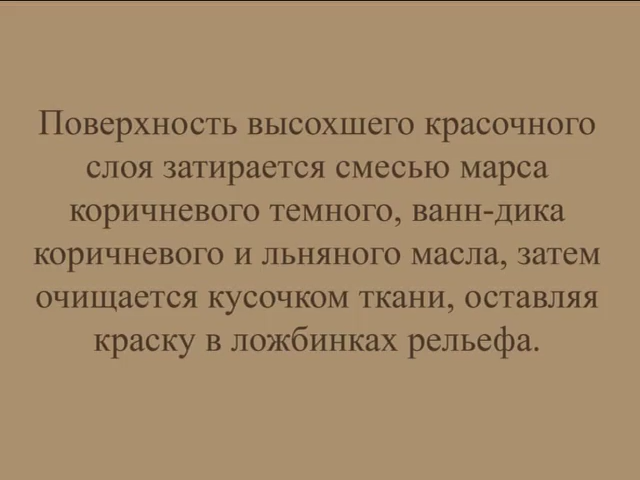 Поверхность высохшего красочного
слоя затирается смесью марса
коричневого темного, ванн-дика
коричневого и льняного масла, затем
очищается кусочком ткани, оставляя
краску в ложбинках рельефа.